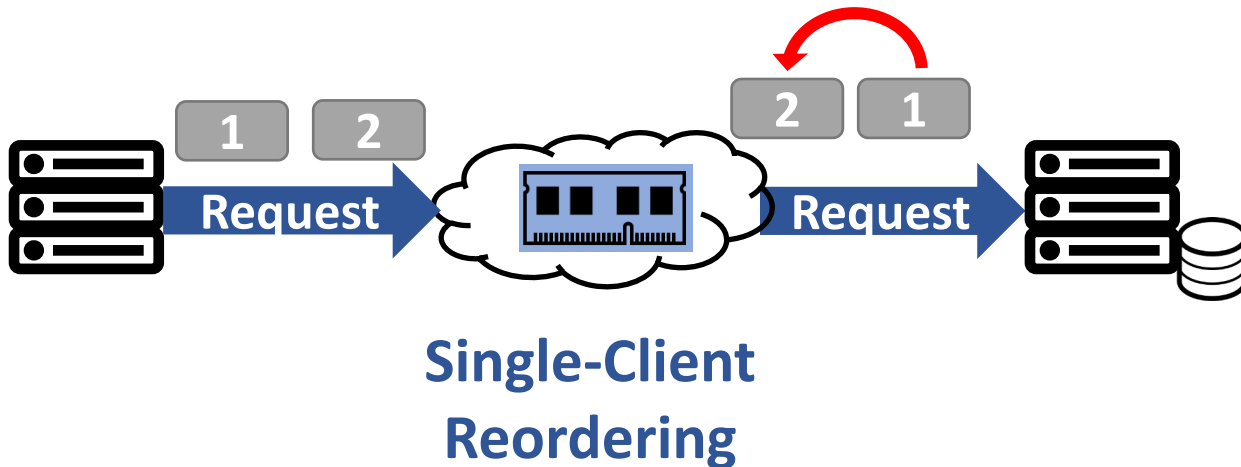 1 2
2 1
Request
Request
Single-Client
Reordering